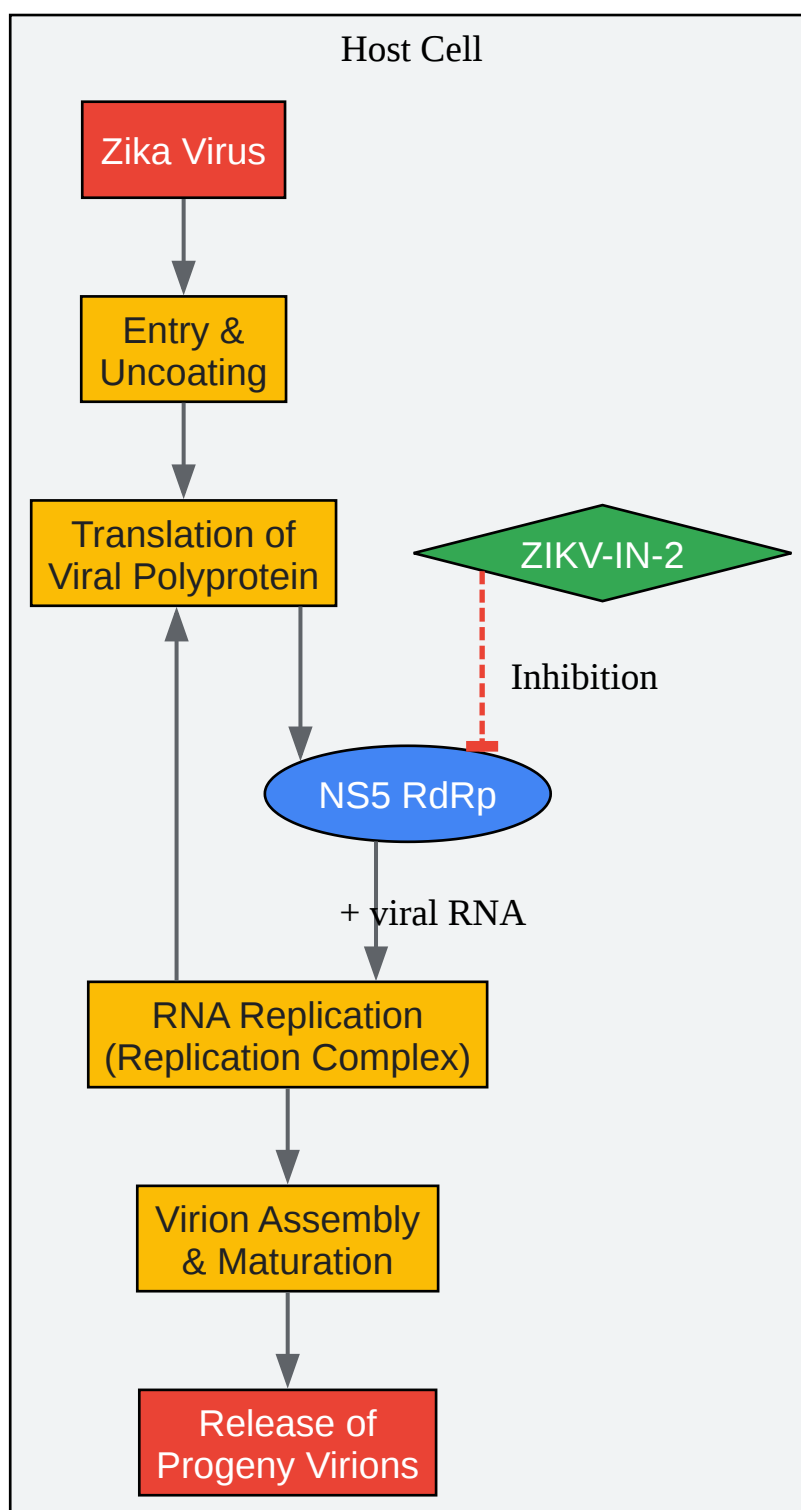 Host Cell
Zika Virus
Entry &
Uncoating
Translation of
Viral Polyprotein
ZIKV-IN-2
Inhibition
NS5 RdRp
+ viral RNA
RNA Replication
(Replication Complex)
Virion Assembly
& Maturation
Release of
Progeny Virions